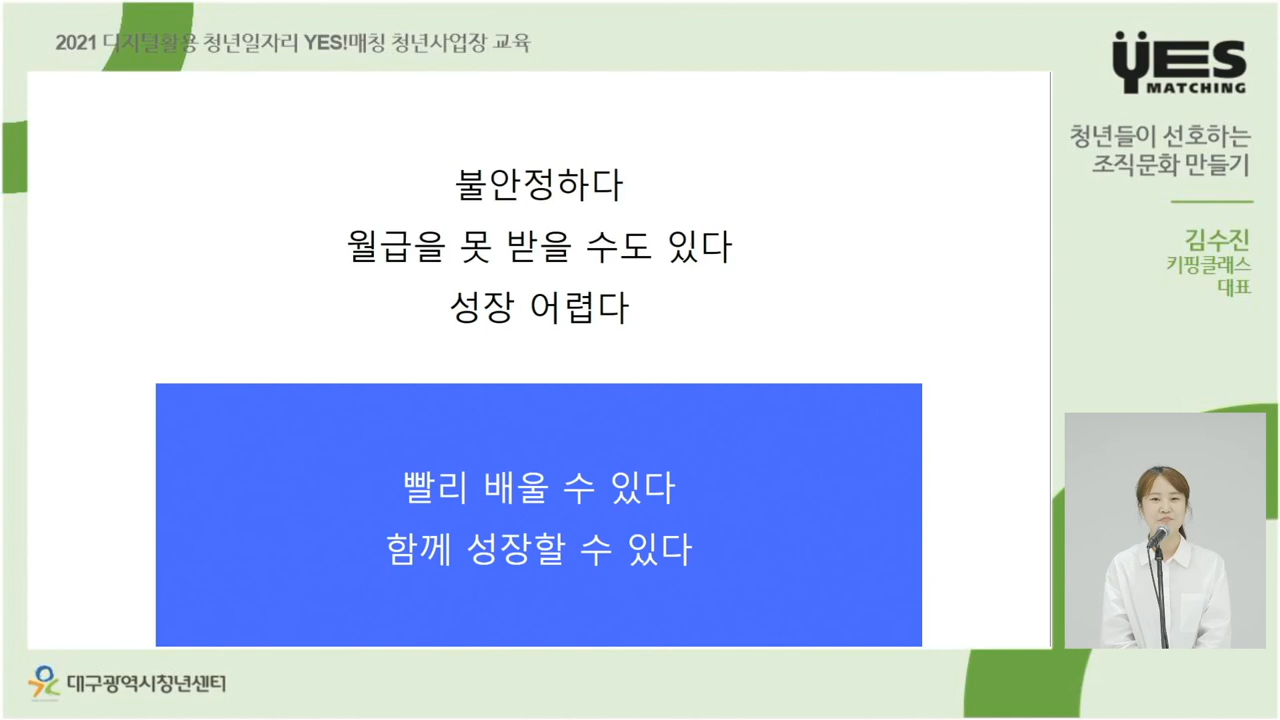 2021 디지털활용 청년일자리 YES!매칭 청년사업장 교육
YES
MATCHING
청년들이 선호하는
조직문화 만들기
김수진
키핑클래스
대표
불안정하다
월급을 못 받을 수도 있다
성장 어렵다
빨리 배울 수 있다
함께 성장할 수 있다
대구광역시청년센터